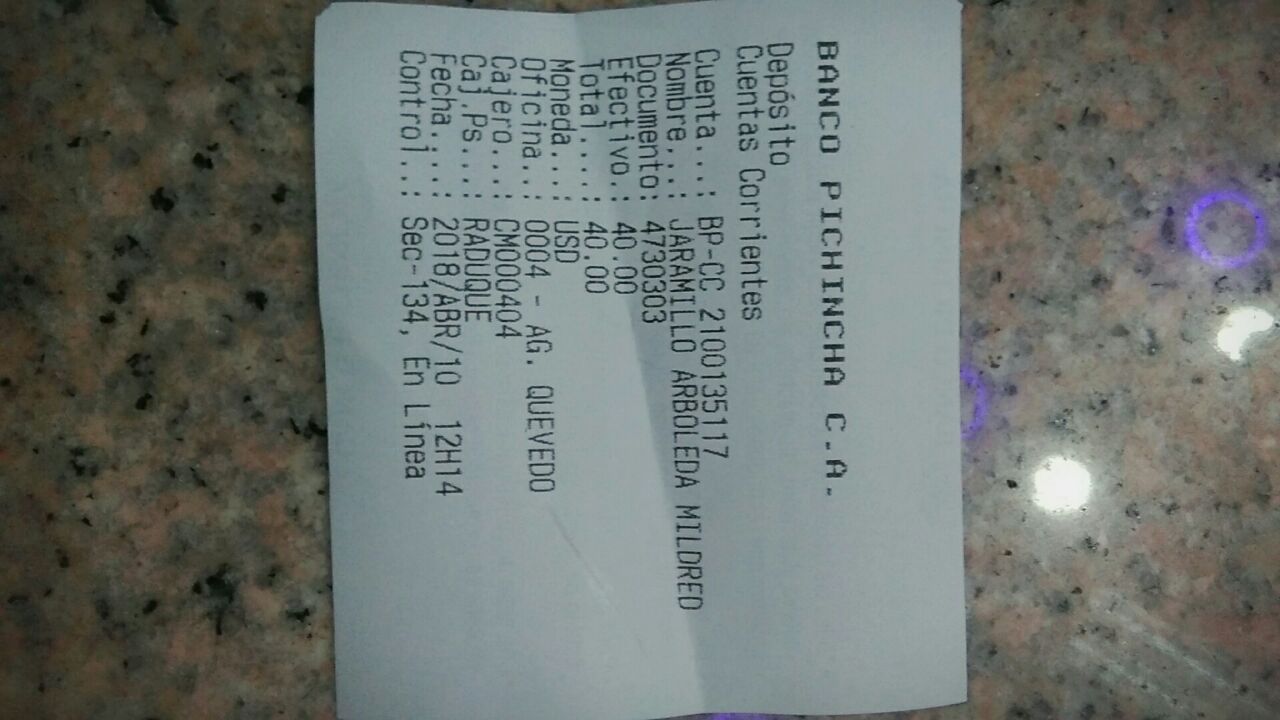 BANCO PICHINCHA C.A.
Depósito
Cuentas Corrientes
Cuenta...: BP-CC 2100135117
Nombre...: JARAMILLO ARBOLEDA MILDRED
Documento: 4730303
Efectivo.: 40.00
Total....: 40.00
Moneda...: USD
Oficina..: 0004 - AG. QUEVEDO
Cajero...: CM000404
Caj.Ps...: RADUQUE
Fecha....: 2018/ABR/10 12H14
Control..: Sec-134, En Línea